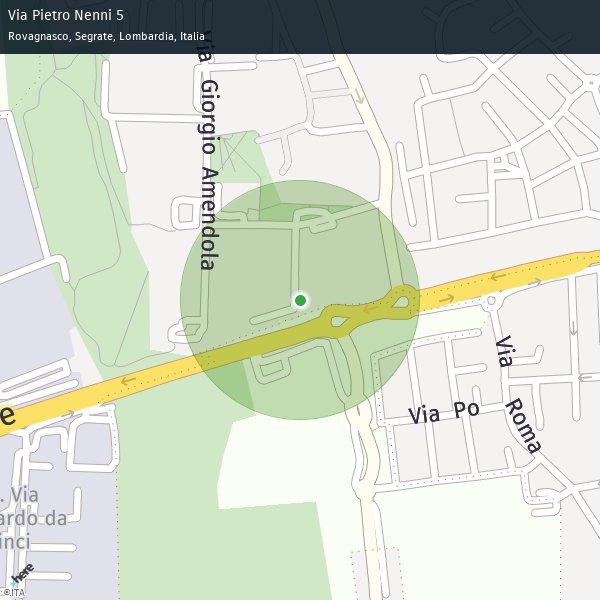 Via Pietro Nenni 5
Rovagnasco, Segrate, Lombardia, Italia
Via Giorgio Amendola
Via Roma
Via Po
e
. Via
ardo da
inci
here
:©ITA